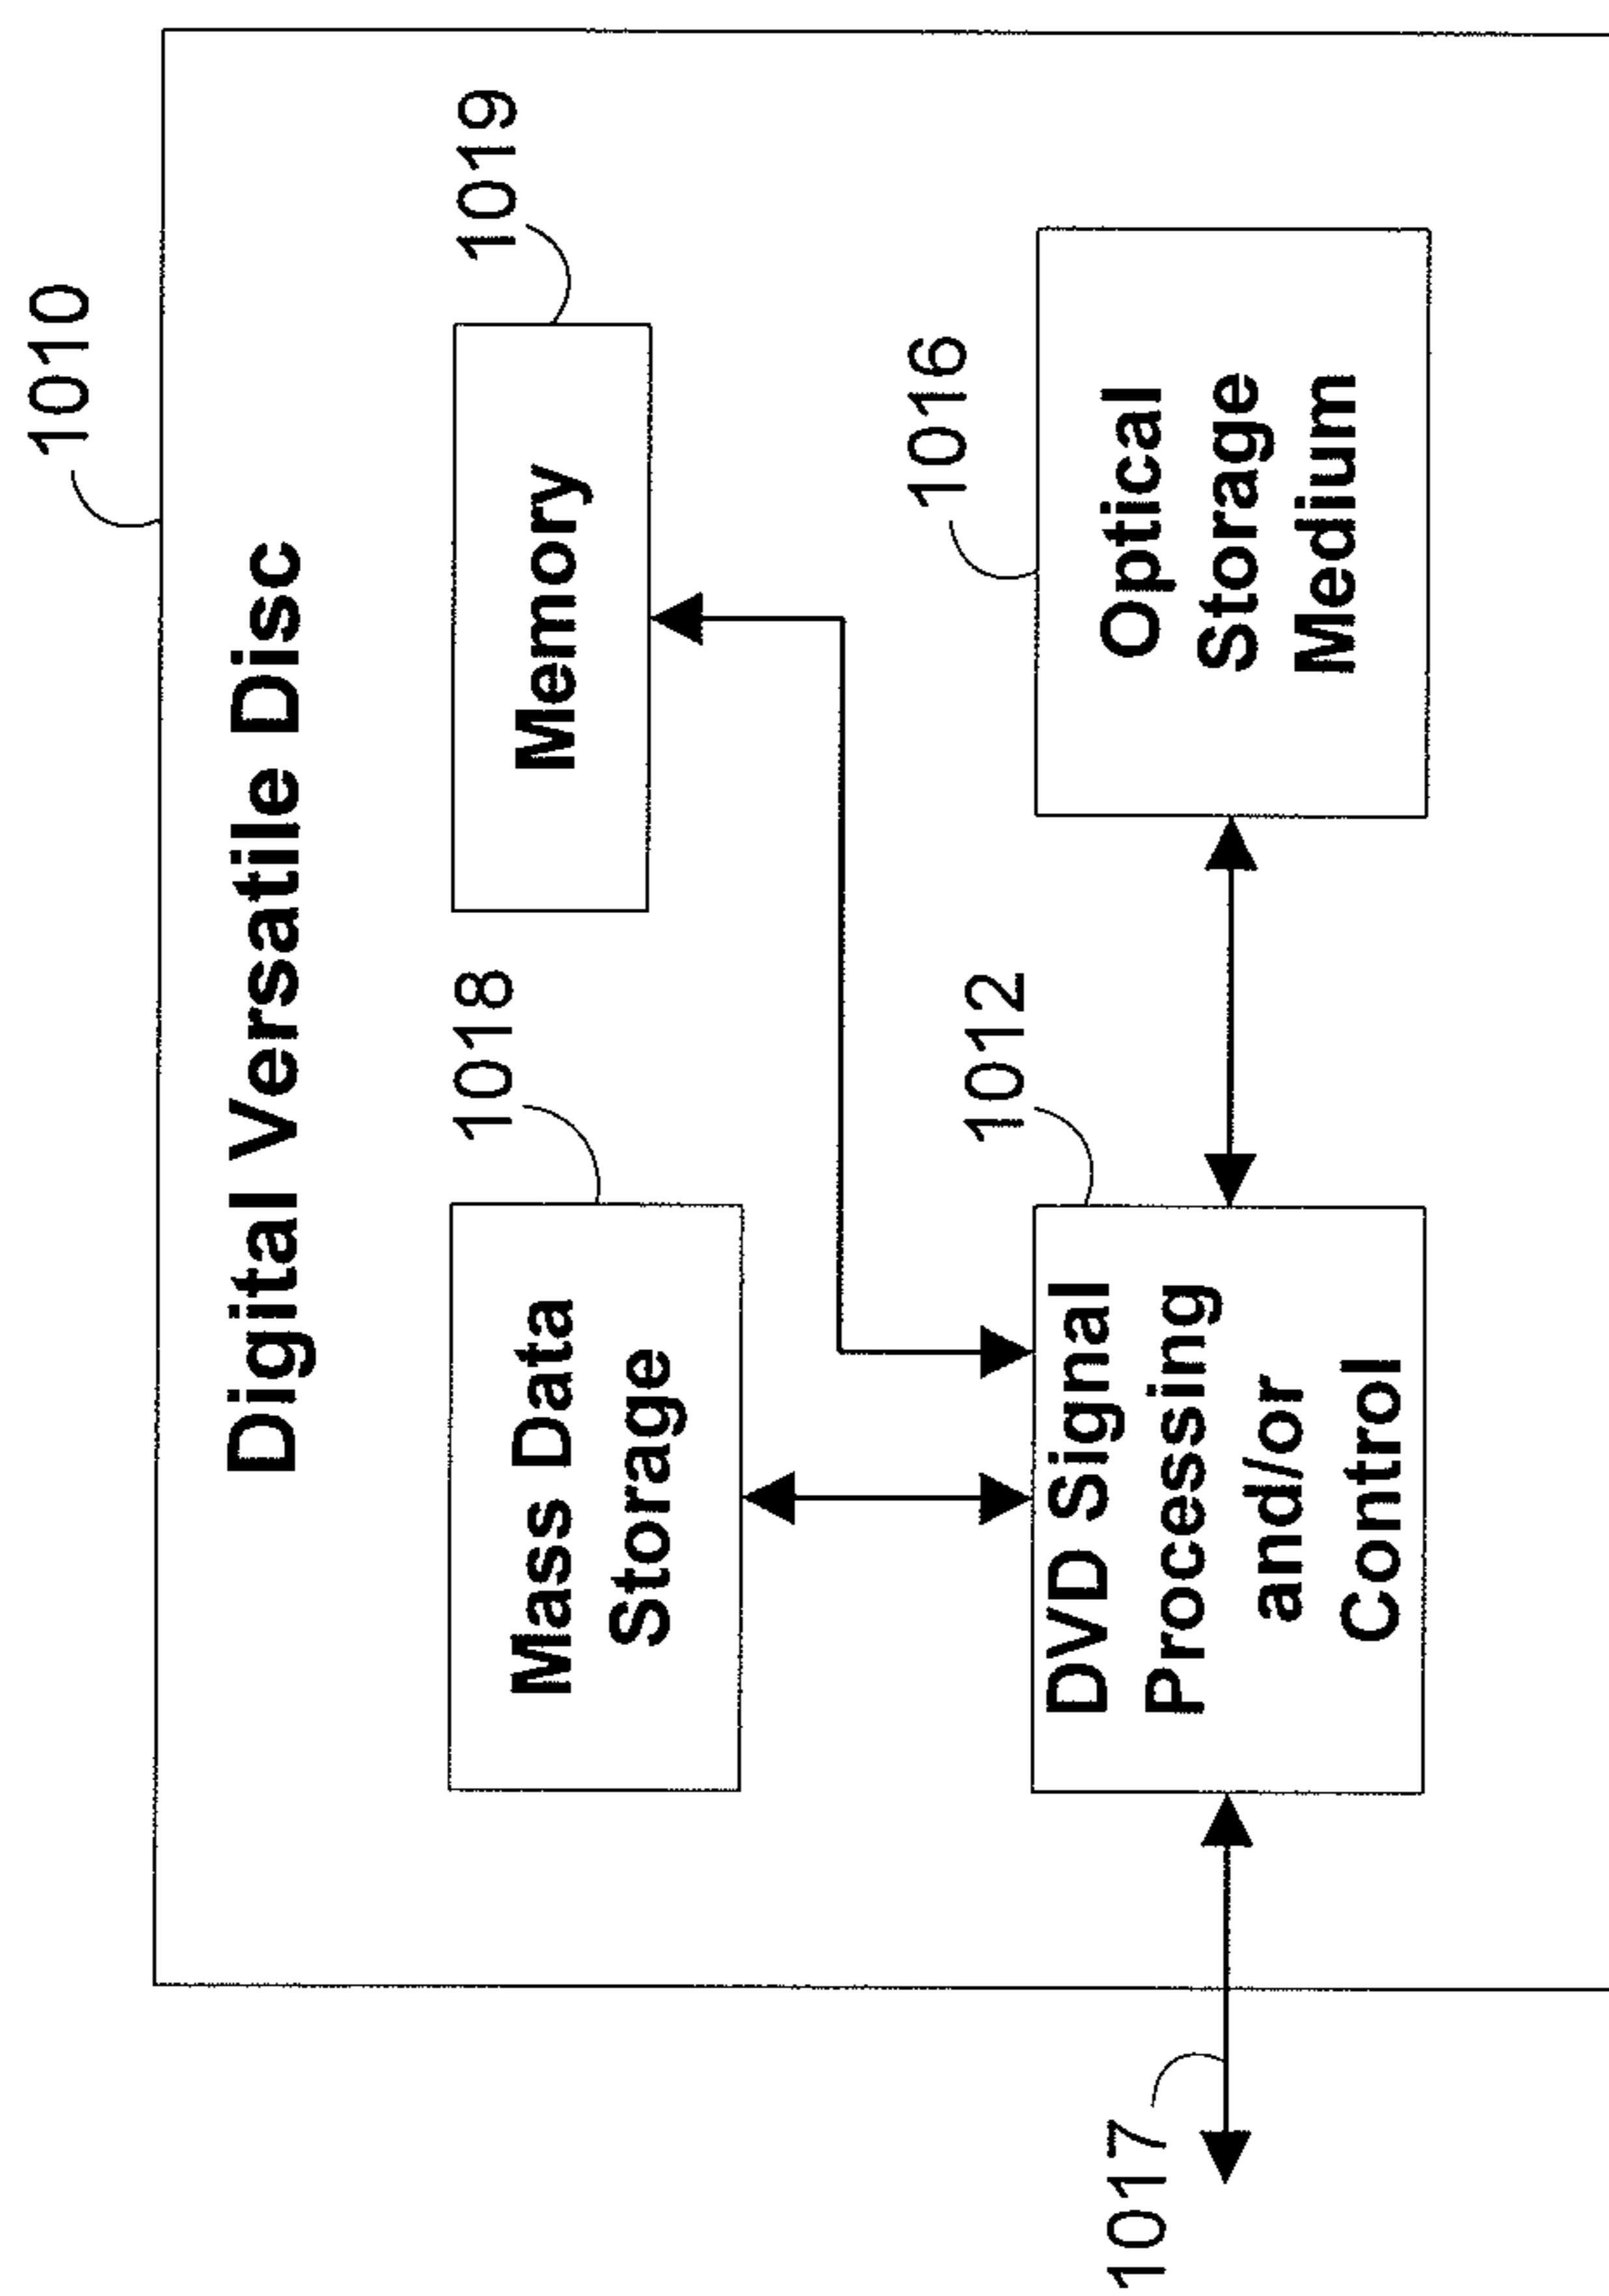 1010
Digital Versatile Disc
1018
1019
Mass Data
Storage
Memory
1012
1016
DVD Signal
Processing
and/or
Control
Optical
Storage
Medium
1017